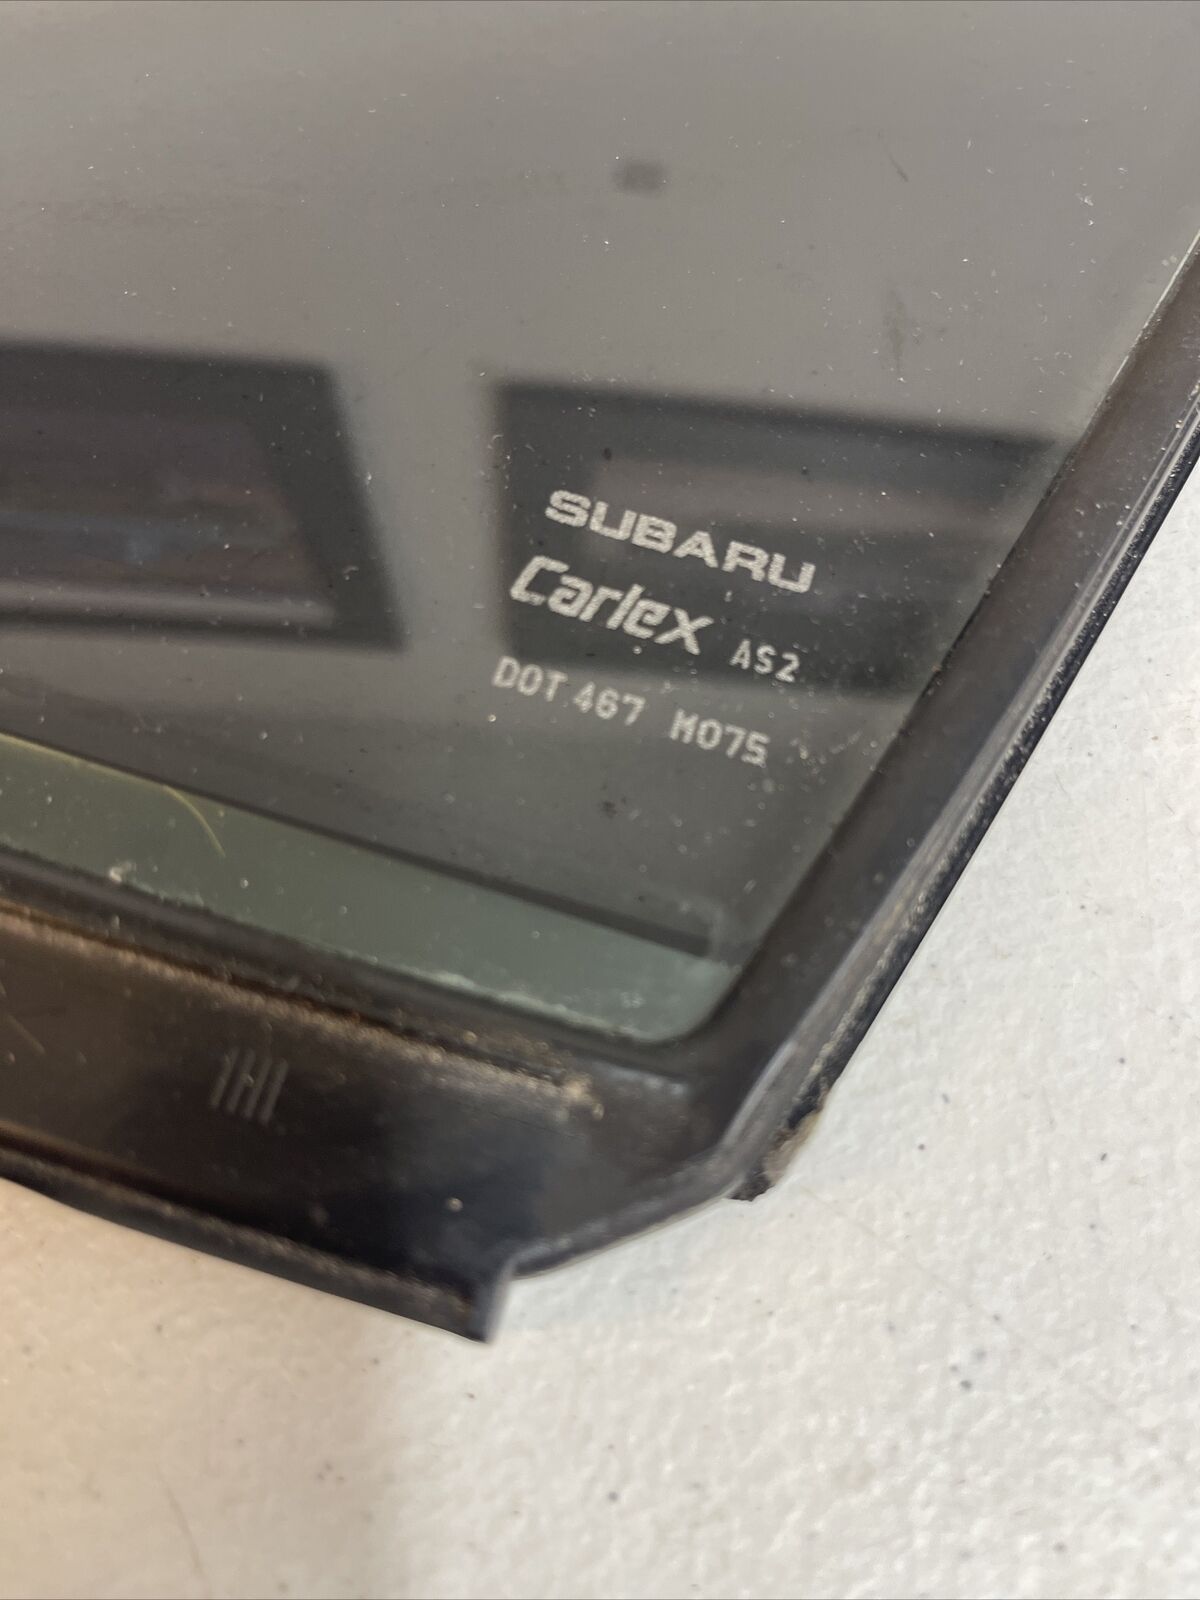 SUBARU
Carlex AS2
DOT 467 M075